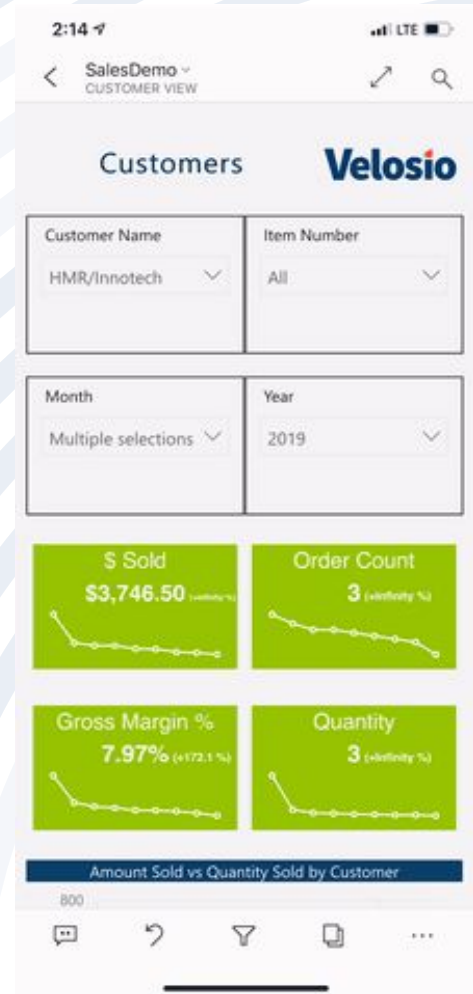 2:14
LTE
SalesDemo
CUSTOMER VIEW
Customers
Velosio
Customer Name
HMR/Innotech
Item Number
All
Month
Multiple selections
Year
2019
$ Sold
$3,746.50 (+Infinity %)
Order Count
3 (+Infinity %)
Gross Margin %
7.97% (+172.1 %)
Quantity
3 (+Infinity %)
Amount Sold vs Quantity Sold by Customer
800